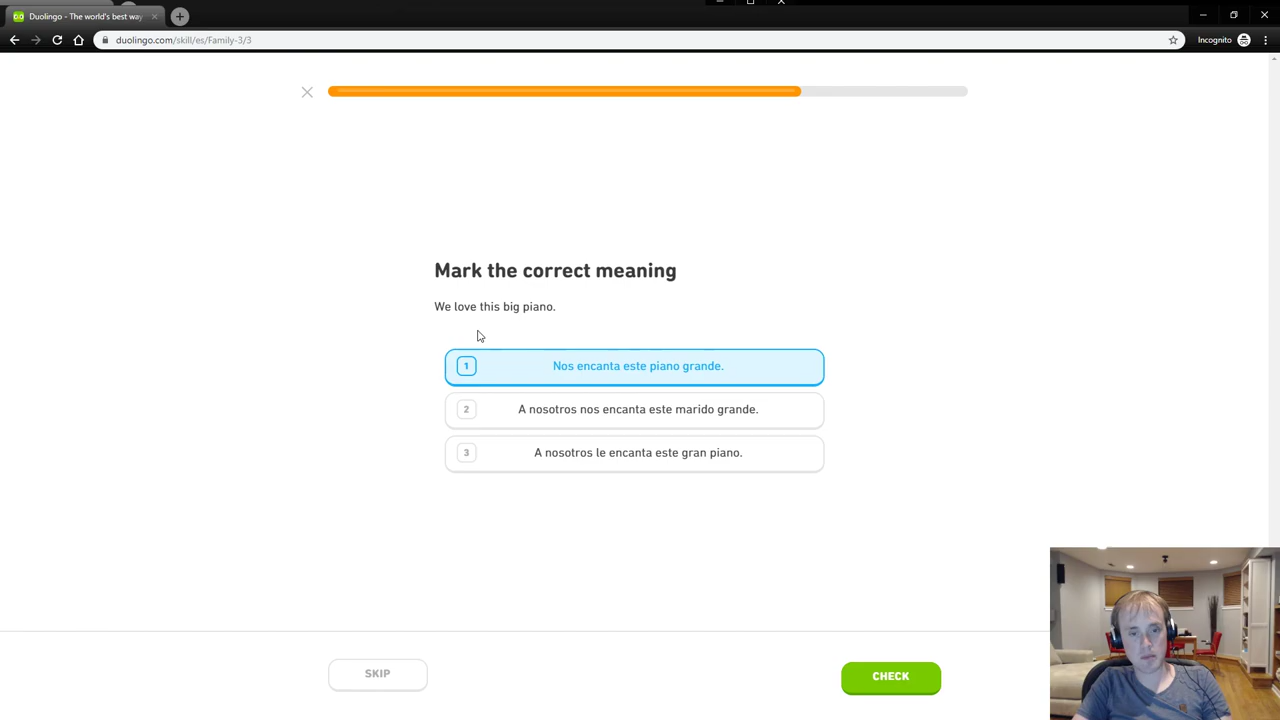 Duolingo - The world's best way
duolingo.com/skill/es/Family-3/3
Incognito
Mark the correct meaning
We love this big piano.
1 Nos encanta este piano grande.
2 A nosotros nos encanta este marido grande.
3 A nosotros le encanta este gran piano.
SKIP
CHECK